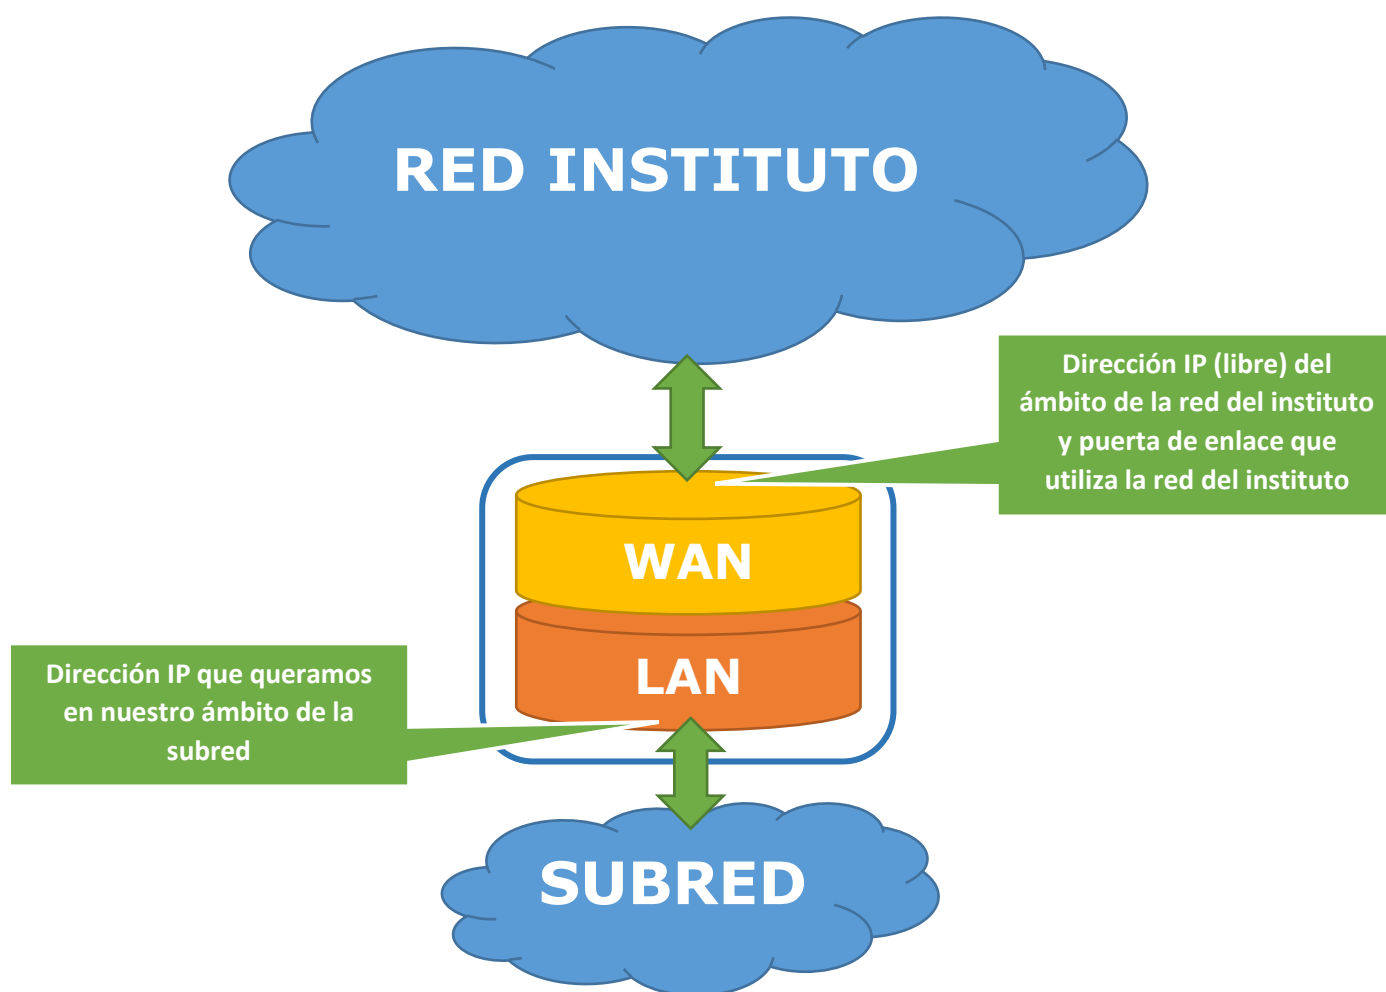 RED INSTITUTO
Dirección IP (libre) del
ámbito de la red del instituto
y puerta de enlace que
utiliza la red del instituto
WAN
LAN
Dirección IP que queramos
en nuestro ámbito de la
subred
SUBRED